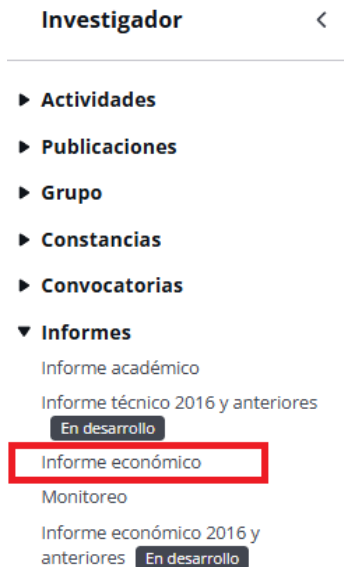 Investigador
Actividades
Publicaciones
Grupo
Constancias
Convocatorias
Informes
Informe académico
Informe técnico 2016 y anteriores
En desarrollo
Informe económico
Monitoreo
Informe económico 2016 y
anteriores En desarrollo